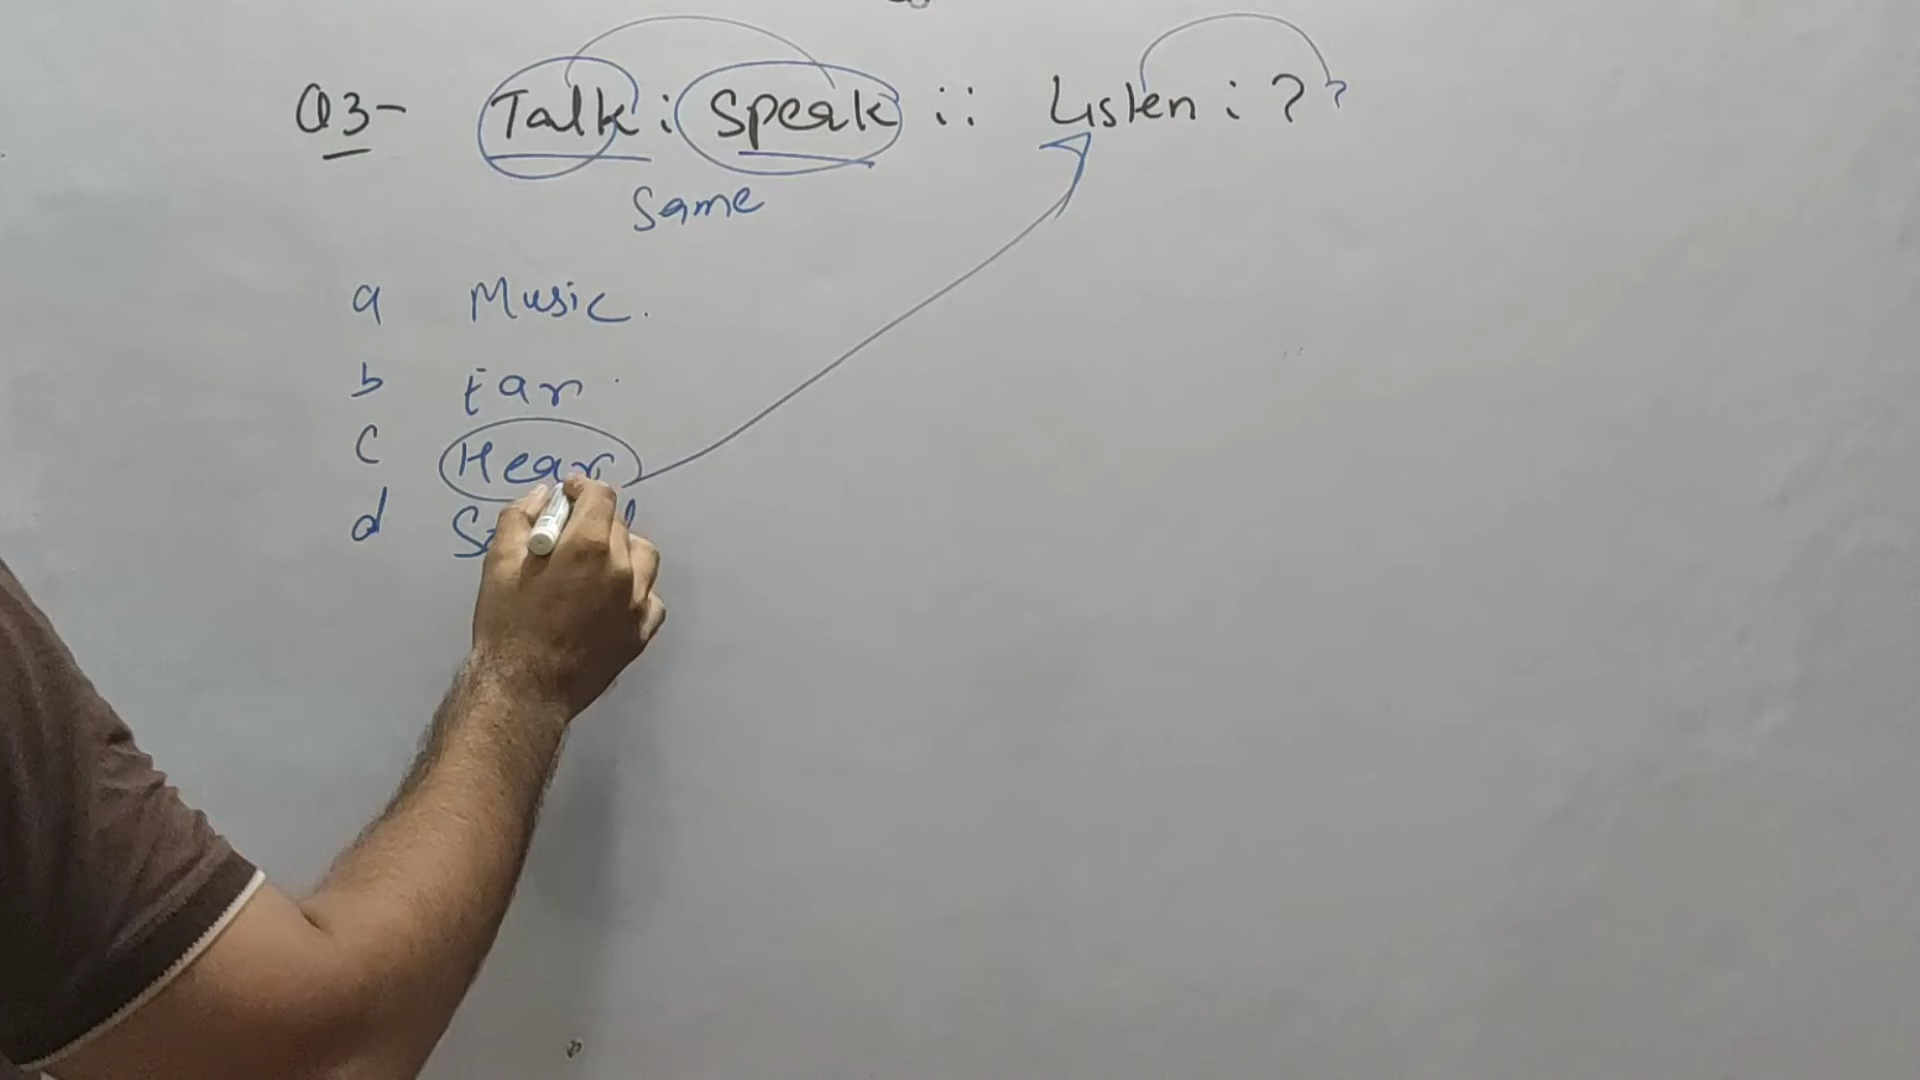 Q3- Talk : Speak :: Listen : ? ?
Same
a Music.
b Ear.
c Hear
d